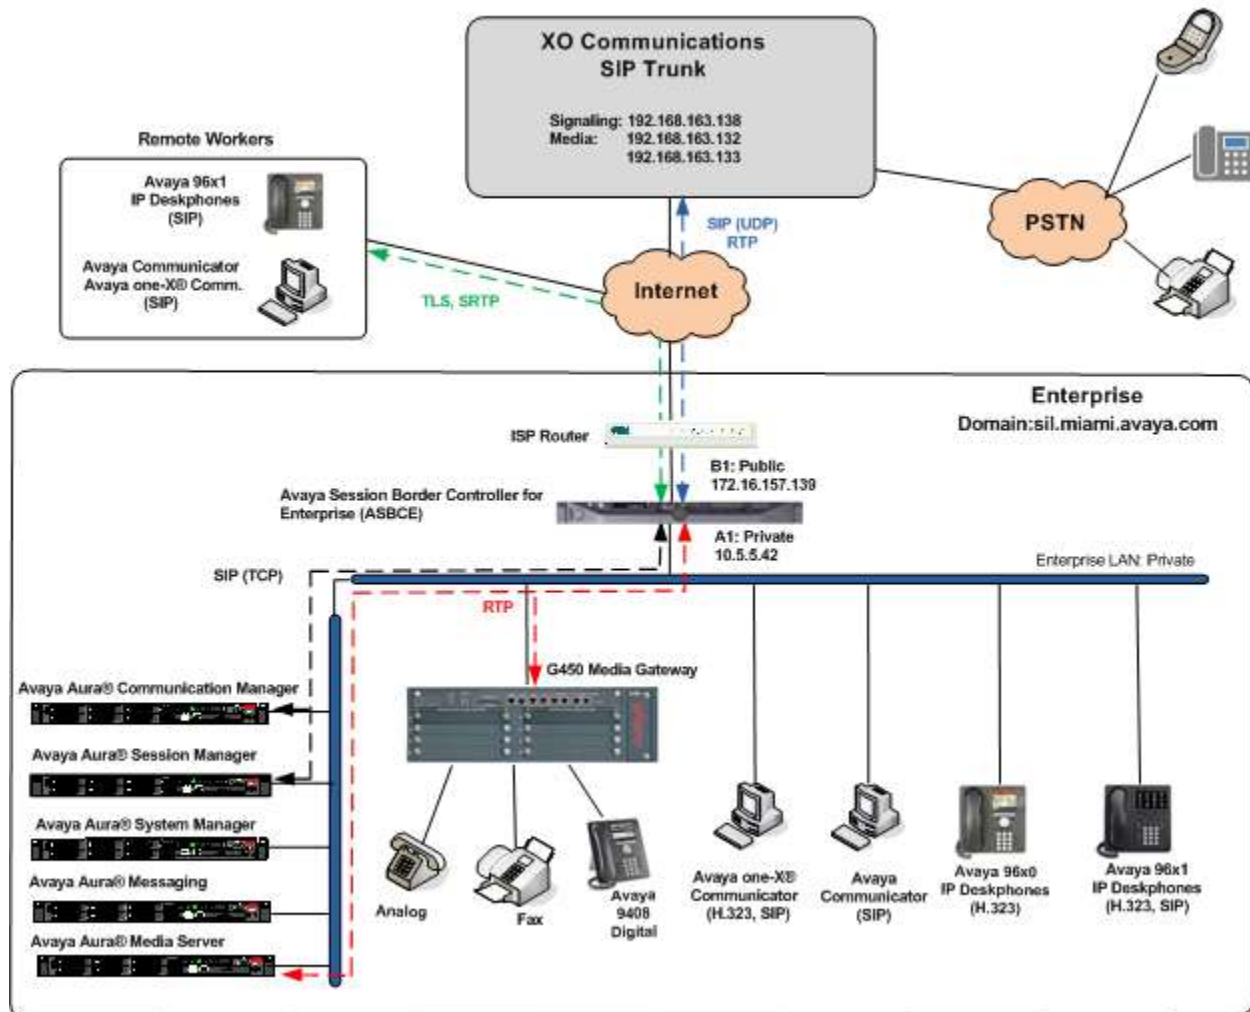 XO Communications
SIP Trunk
Signaling: 192.168.163.138
Media: 192.168.163.132
192.168.163.133
Remote Workers
Avaya 96x1
IP Deskphones
(SIP)
Avaya Communicator
Avaya one-X® Comm.
(SIP)
TLS, SRTP
SIP (UDP)
RTP
Internet
PSTN
Enterprise
Domain:sil.miami.avaya.com
ISP Router
B1: Public
172.16.157.139
Avaya Session Border Controller for
Enterprise (ASBCE)
A1: Private
10.5.5.42
Enterprise LAN: Private
SIP (TCP)
RTP
G450 Media Gateway
Avaya Aura® Communication Manager
Avaya Aura® Session Manager
Avaya Aura® System Manager
Avaya Aura® Messaging
Avaya Aura® Media Server
Analog
Fax
Avaya
9408
Digital
Avaya one-X®
Communicator
(H.323, SIP)
Avaya
Communicator
(SIP)
Avaya 96x0
IP Deskphones
(H.323)
Avaya 96x1
IP Deskphones
(H.323, SIP)